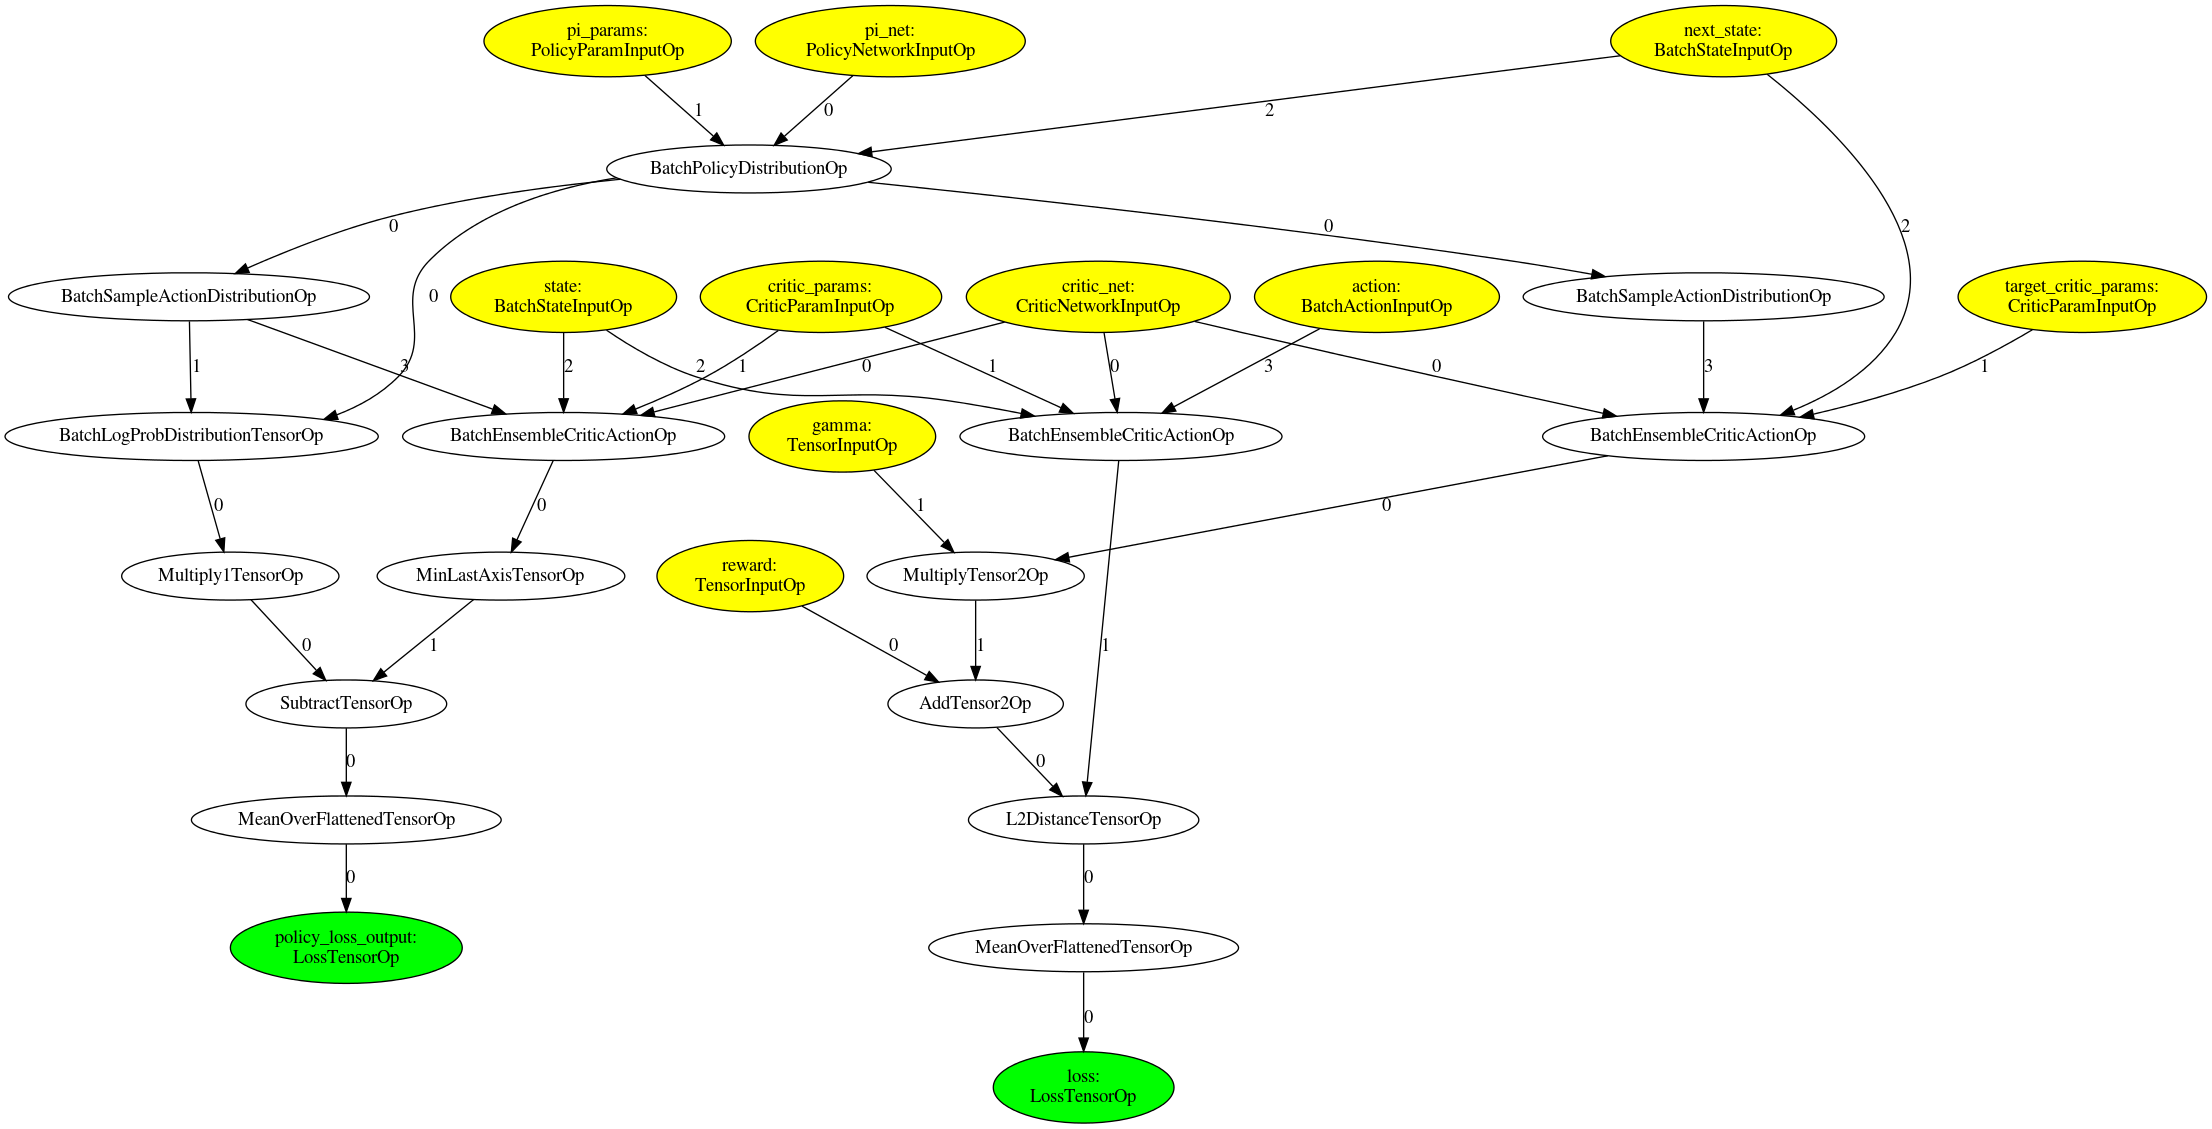 pi_params:
PolicyParamInputOp
pi_net:
PolicyNetworkInputOp
next_state:
BatchStateInputOp
1
0
2
BatchPolicyDistributionOp
0
0
2
0
BatchSampleActionDistributionOp
state:
BatchStateInputOp
critic_params:
CriticParamInputOp
critic_net:
CriticNetworkInputOp
action:
BatchActionInputOp
BatchSampleActionDistributionOp
target_critic_params:
CriticParamInputOp
1
3
2
2
1
0
1
0
3
0
3
1
BatchLogProbDistributionTensorOp
BatchEnsembleCriticActionOp
gamma:
TensorInputOp
BatchEnsembleCriticActionOp
BatchEnsembleCriticActionOp
0
0
1
0
Multiply1TensorOp
MinLastAxisTensorOp
reward:
TensorInputOp
MultiplyTensor2Op
0
1
0
1
1
SubtractTensorOp
AddTensor2Op
0
0
MeanOverFlattenedTensorOp
L2DistanceTensorOp
0
0
policy_loss_output:
LossTensorOp
MeanOverFlattenedTensorOp
0
loss:
LossTensorOp